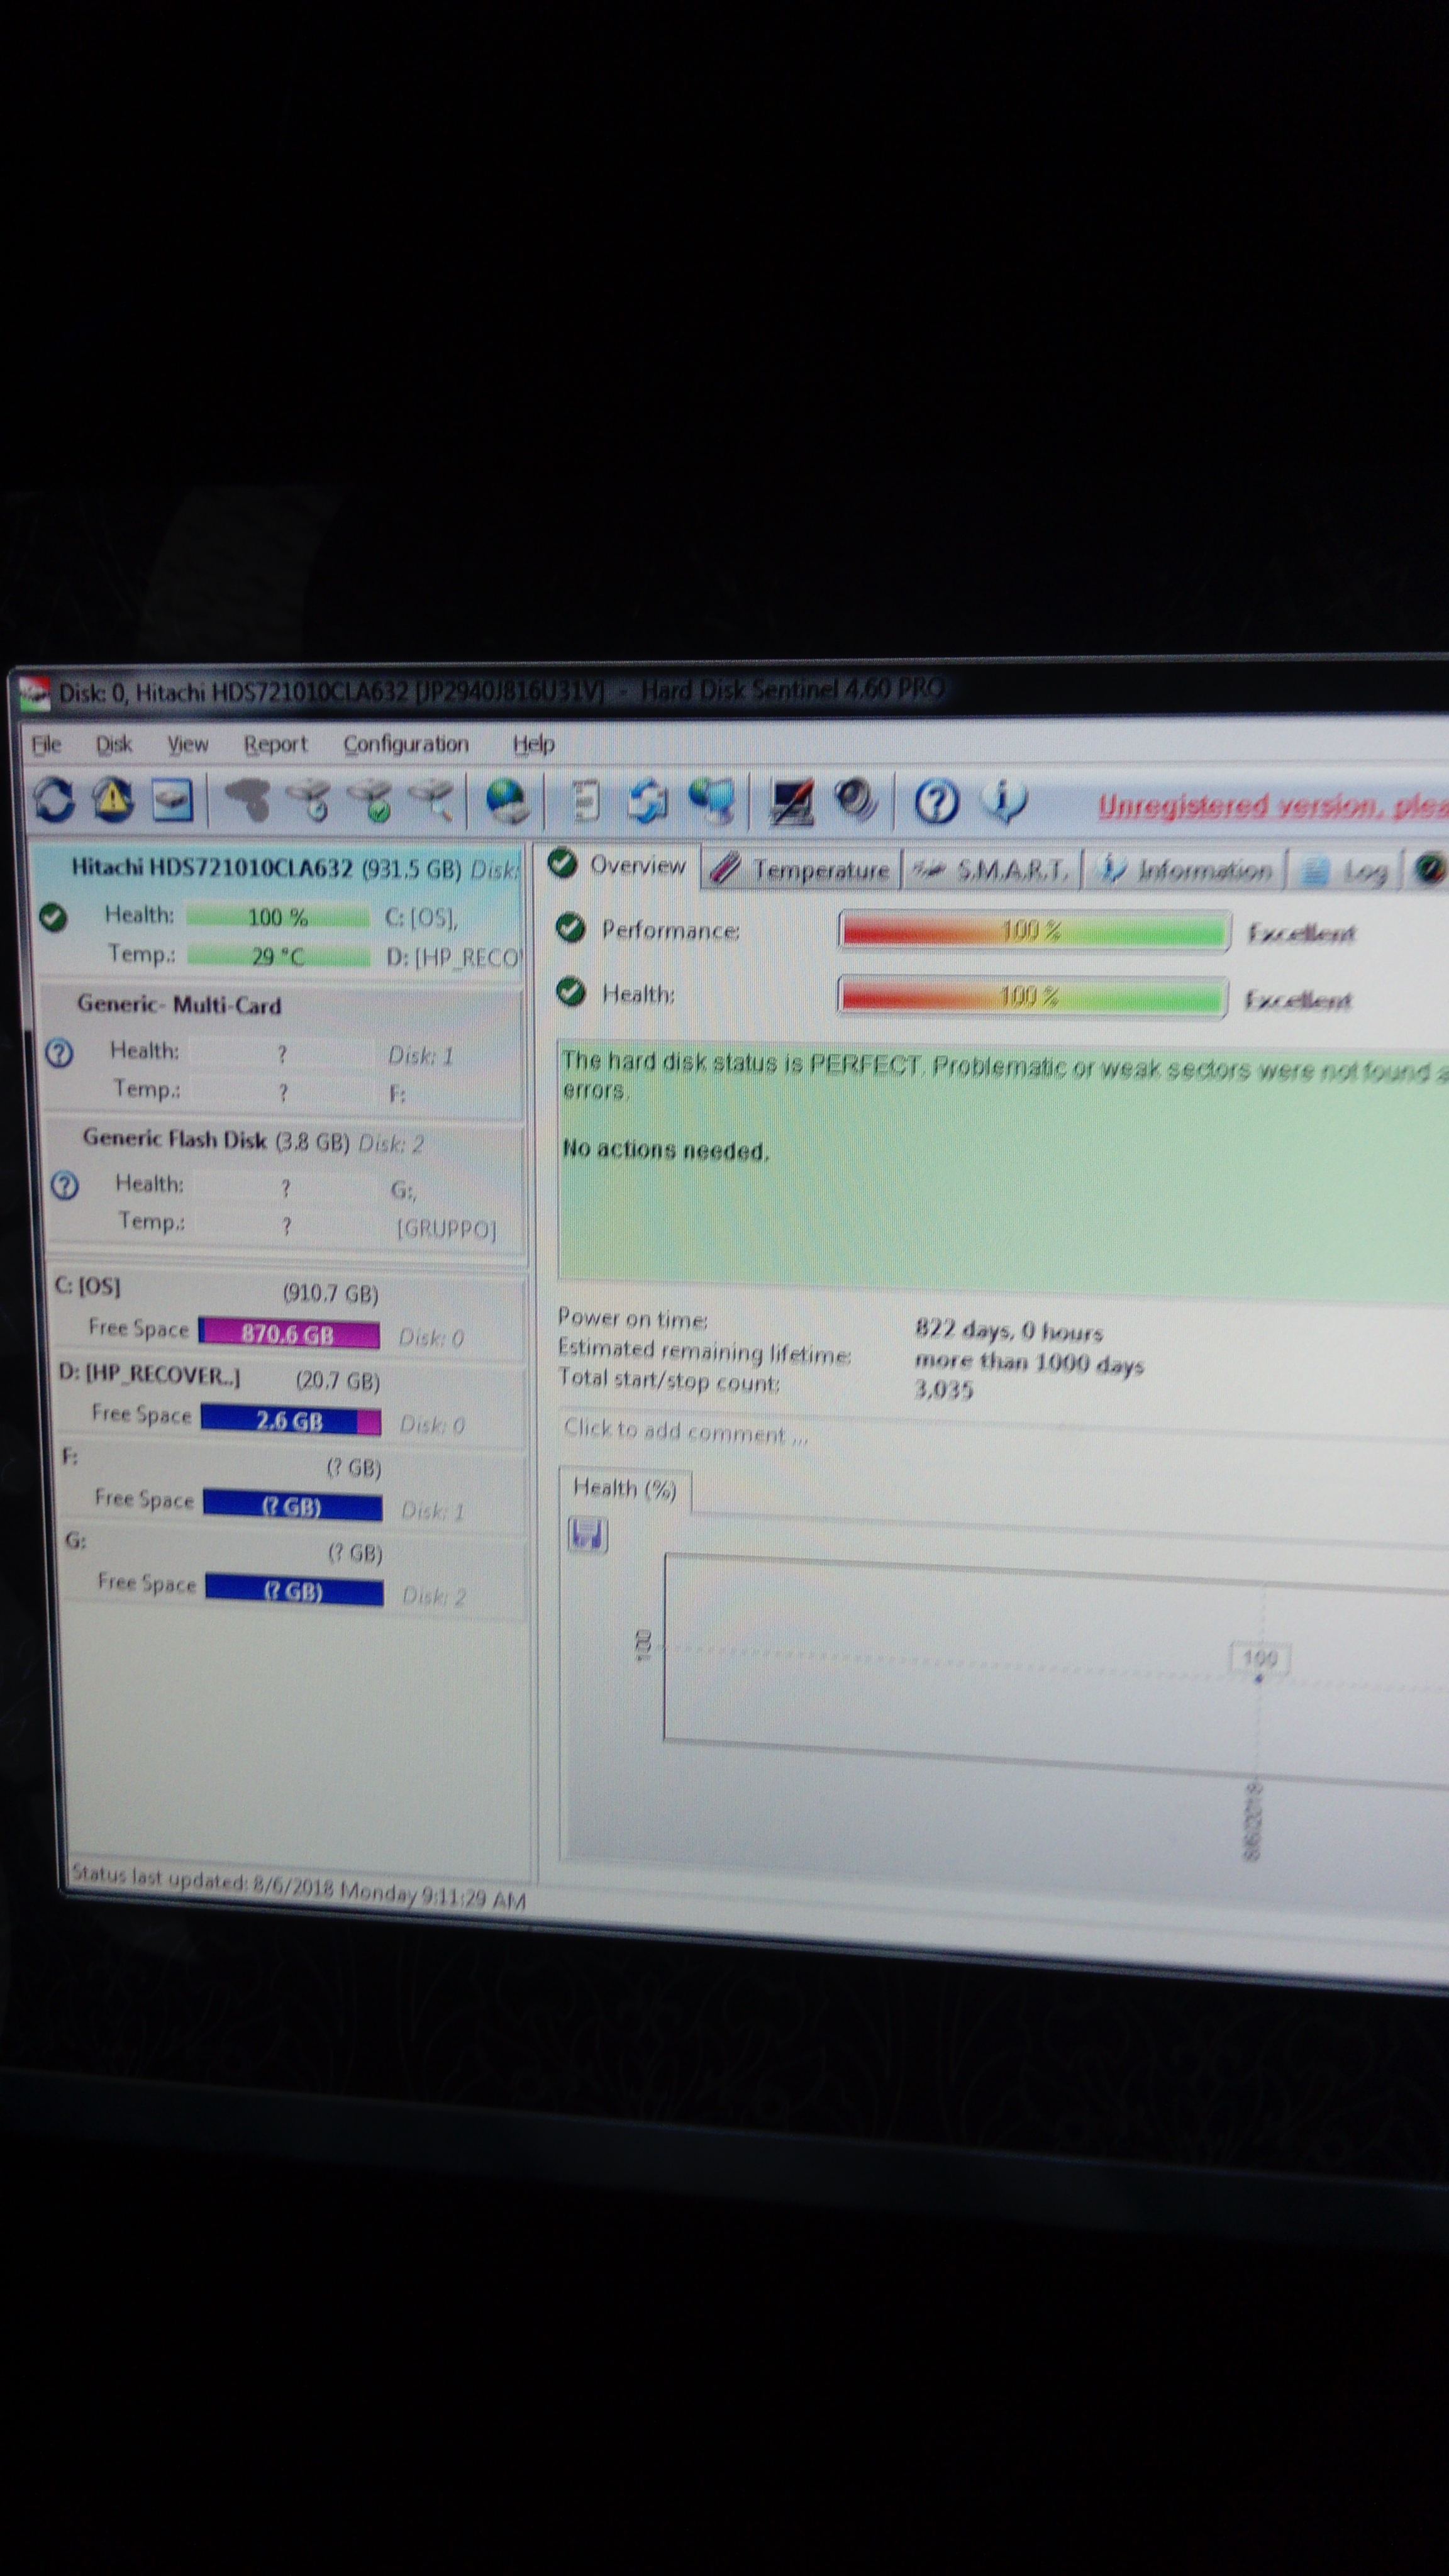 Disk: 0, Hitachi HDS721010CLA632 [JP2940J816U31V] - Hard Disk Sentinel 4.60 PRO
File Disk View Report Configuration Help
Unregistered version, plea
Hitachi HDS721010CLA632 (931.5 GB) Disk:
Health: 100 % C: [OS],
Temp.: 29 °C D: [HP_RECO
Generic- Multi-Card
Health: ? Disk: 1
Temp.: ? F:
Generic Flash Disk (3.8 GB) Disk: 2
Health: ? G:,
Temp.: ? [GRUPPO]
C: [OS] (910.7 GB)
Free Space 870.6 GB Disk: 0
D: [HP_RECOVER..] (20.7 GB)
Free Space 2.6 GB Disk: 0
F: (? GB)
Free Space (? GB) Disk: 1
G: (? GB)
Free Space (? GB) Disk: 2
Overview Temperature S.M.A.R.T. Information Log
Performance: 100 % Excellent
Health: 100 % Excellent
The hard disk status is PERFECT. Problematic or weak sectors were not found a
errors.
No actions needed.
Power on time: 822 days, 0 hours
Estimated remaining lifetime: more than 1000 days
Total start/stop count: 3,035
Click to add comment ...
Health (%)
100
100
8/6/2018
Status last updated: 8/6/2018 Monday 9:11:29 AM